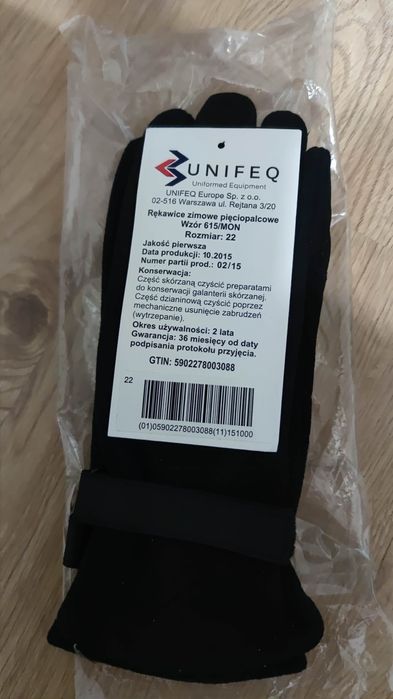 UNIFEQ
Uniformed Equipment
UNIFEQ Europe Sp. z o.o.
02-516 Warszawa ul. Rejtana 3/20
Rękawice zimowe pięciopalcowe
Wzór 615/MON
Rozmiar: 22
Jakość pierwsza
Data produkcji: 10.2015
Numer partii prod.: 02/15
Konserwacja:
Część skórzaną czyścić preparatami
do konserwacji galanterii skórzanej.
Część dzianinową czyścić poprzez
mechaniczne usunięcie zabrudzeń
(wytrzepanie).
Okres używalności: 2 lata
Gwarancja: 36 miesięcy od daty
podpisania protokołu przyjęcia.
GTIN: 5902278003088
22
(01)05902278003088(11)151000